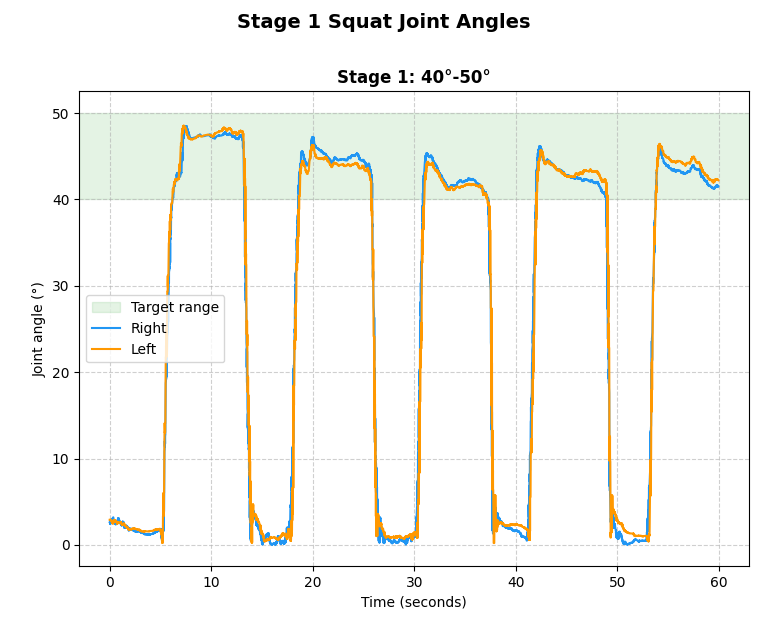 Stage 1 Squat Joint Angles
Stage 1: 40°-50°
Joint angle (°)
50
40
30
20
10
0
Target range
Right
Left
0 10 20 30 40 50 60
Time (seconds)